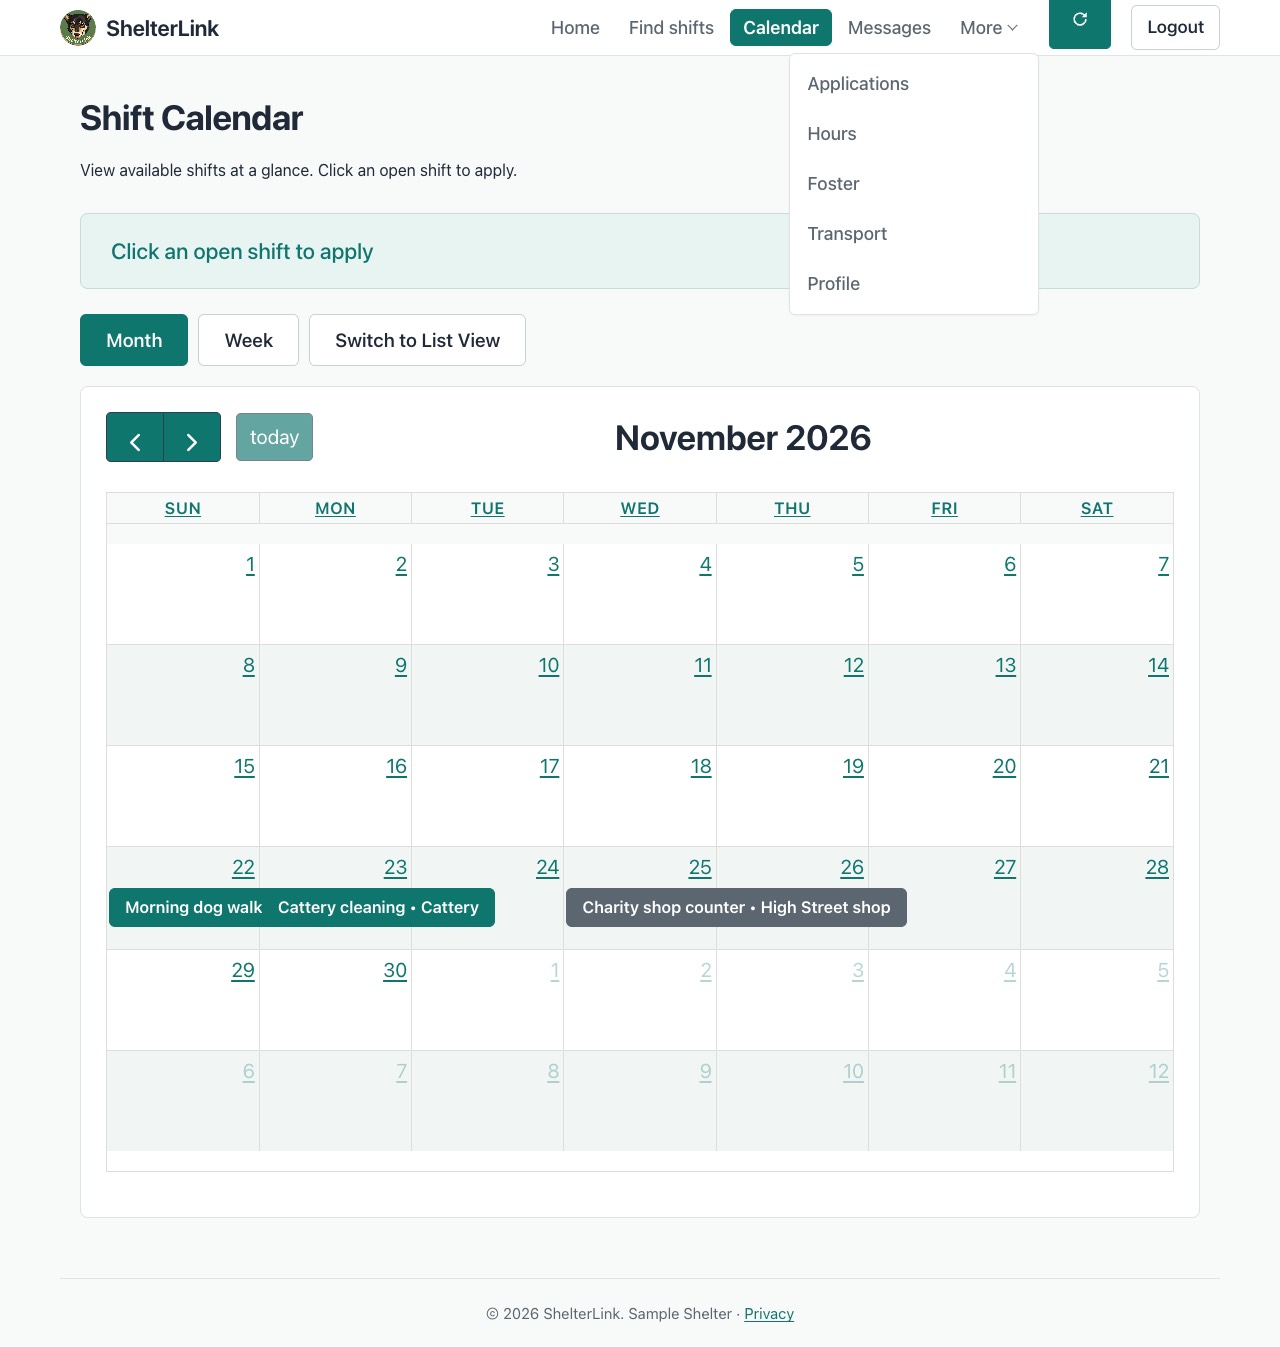 ShelterLink
Home Find shifts Calendar Messages More Logout
Applications
Hours
Foster
Transport
Profile
Shift Calendar
View available shifts at a glance. Click an open shift to apply.
Click an open shift to apply
Month Week Switch to List View
today November 2026
SUN MON TUE WED THU FRI SAT
1 2 3 4 5 6 7
8 9 10 11 12 13 14
15 16 17 18 19 20 21
22 23 24 25 26 27 28
Morning dog walk Cattery cleaning • Cattery Charity shop counter • High Street shop
29 30 1 2 3 4 5
6 7 8 9 10 11 12
© 2026 ShelterLink. Sample Shelter · Privacy